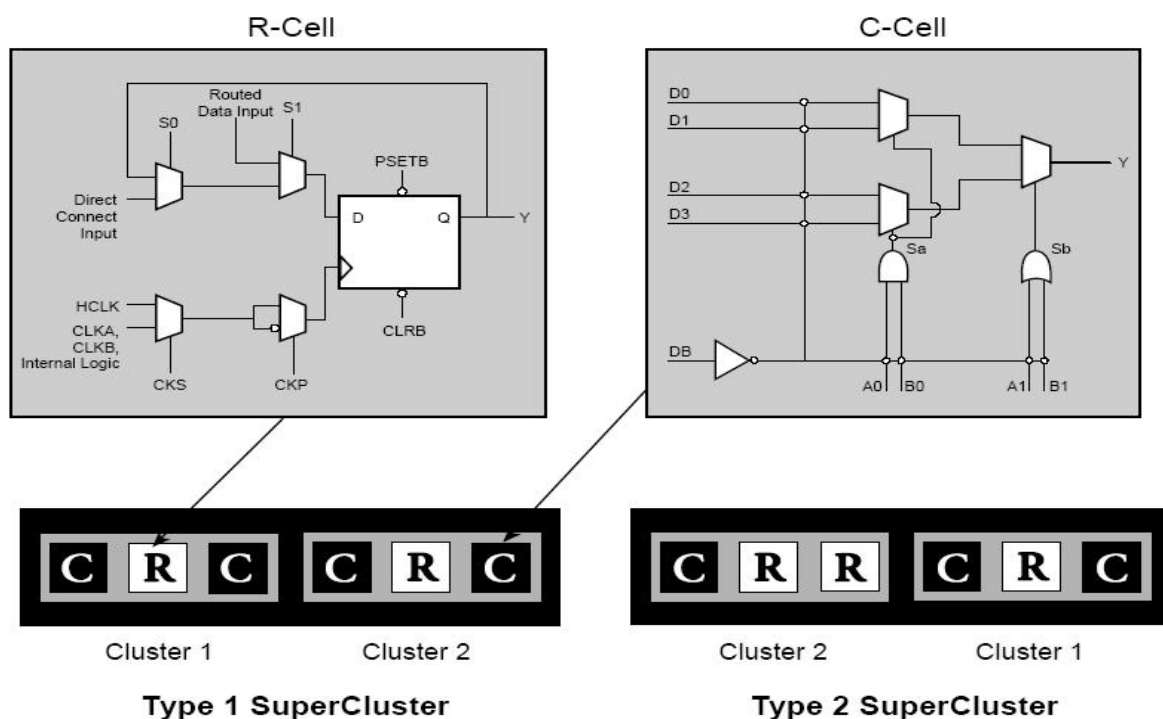 R-Cell
Routed
Data Input
S1
S0
PSETB
Direct
Connect
Input
D
Q
Y
HCLK
CLKA,
CLKB,
Internal Logic
CLRB
CKS
CKP
C-Cell
D0
D1
Y
D2
D3
Sa
Sb
DB
A0
B0
A1
B1
C R C
C R C
Cluster 1
Cluster 2
Type 1 SuperCluster
C R R
C R C
Cluster 2
Cluster 1
Type 2 SuperCluster